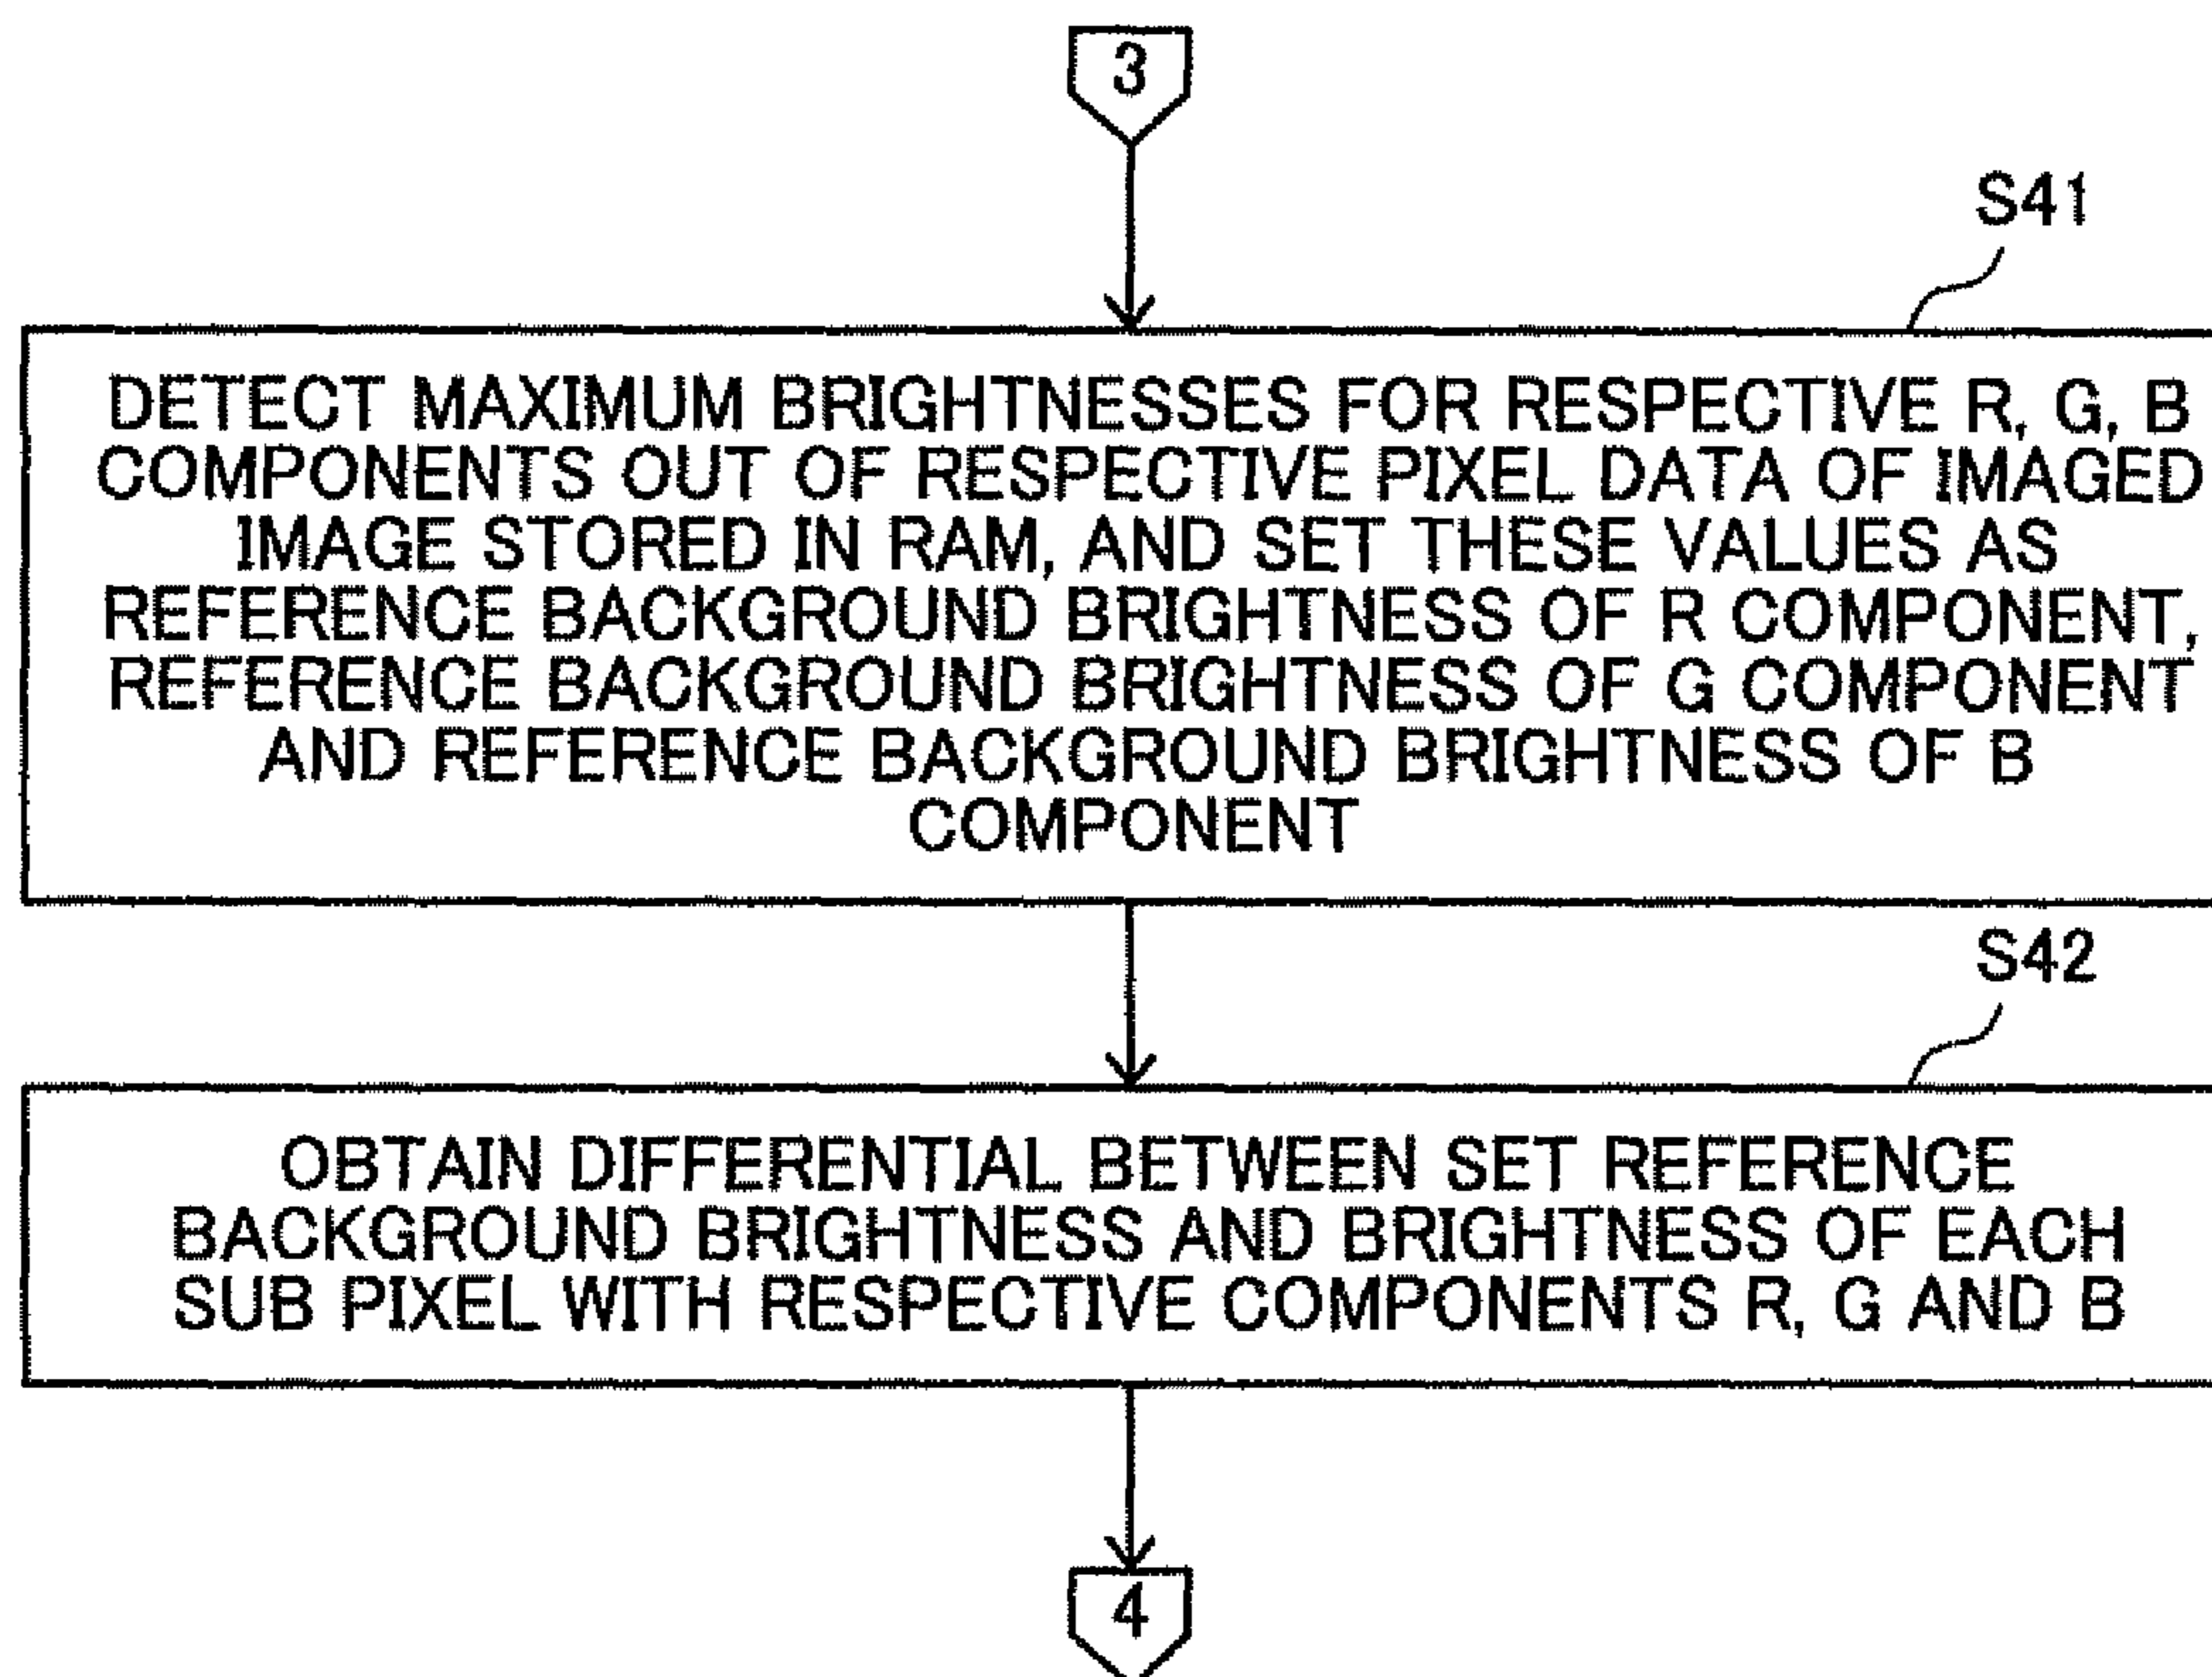 3
S41
DETECT MAXIMUM BRIGHTNESSES FOR RESPECTIVE R, G, B
COMPONENTS OUT OF RESPECTIVE PIXEL DATA OF IMAGED
IMAGE STORED IN RAM, AND SET THESE VALUES AS
REFERENCE BACKGROUND BRIGHTNESS OF R COMPONENT,
REFERENCE BACKGROUND BRIGHTNESS OF G COMPONENT
AND REFERENCE BACKGROUND BRIGHTNESS OF B
COMPONENT
S42
OBTAIN DIFFERENTIAL BETWEEN SET REFERENCE
BACKGROUND BRIGHTNESS AND BRIGHTNESS OF EACH
SUB PIXEL WITH RESPECTIVE COMPONENTS R, G AND B
4